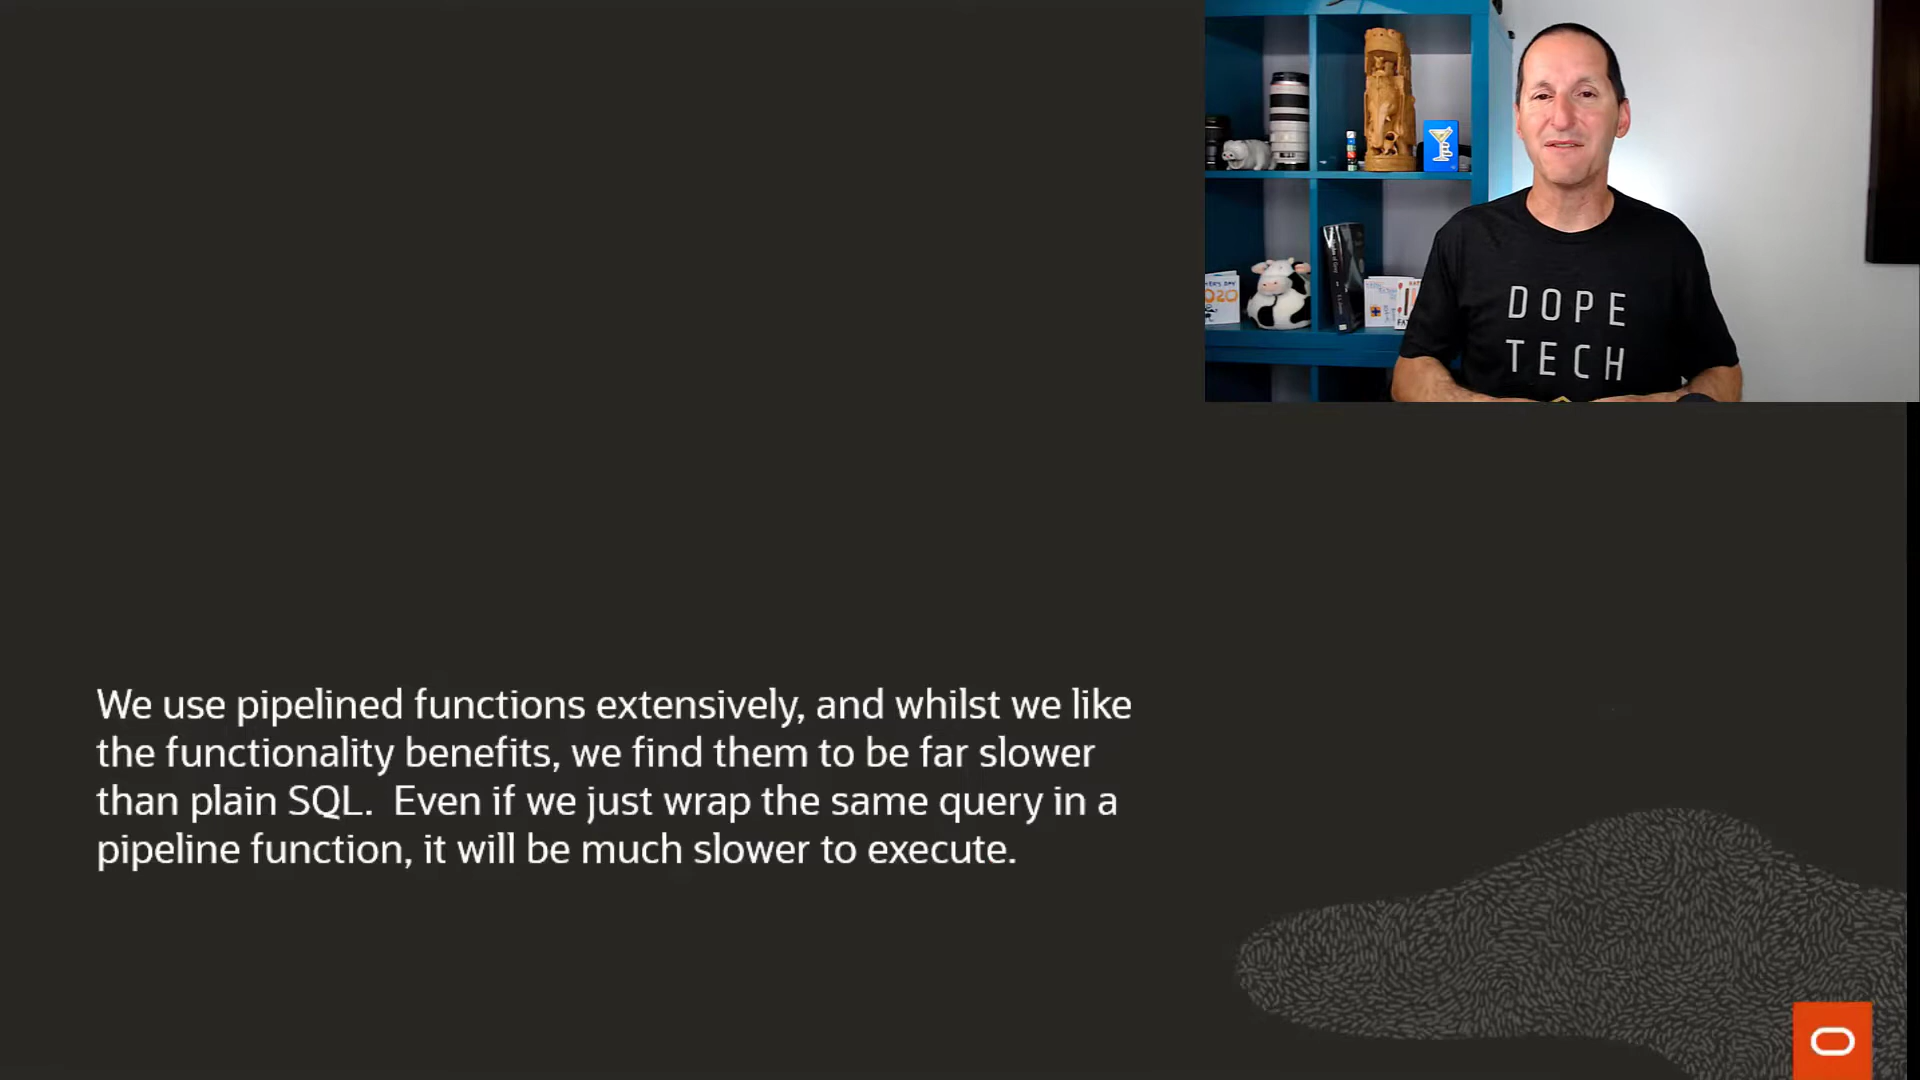 DOPE
TECH
2020
We use pipelined functions extensively, and whilst we like
the functionality benefits, we find them to be far slower
than plain SQL.  Even if we just wrap the same query in a
pipeline function, it will be much slower to execute.